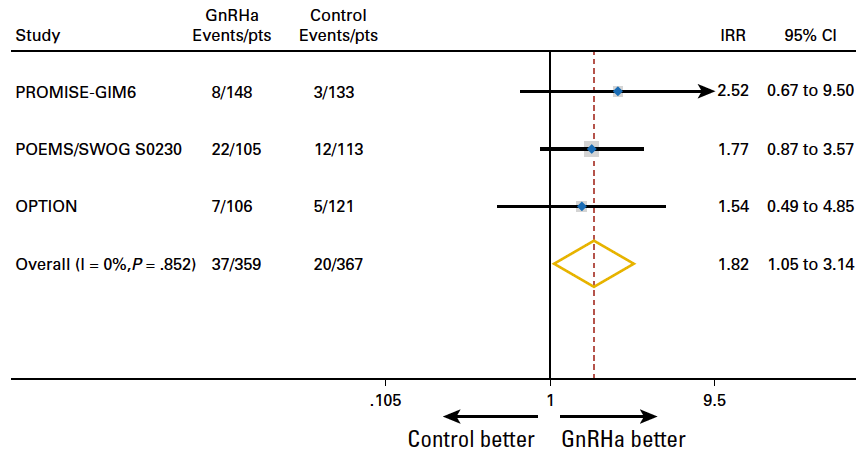 GnRHa Control
Study Events/pts Events/pts IRR 95% CI
PROMISE-GIM6 8/148 3/133 2.52 0.67 to 9.50
POEMS/SWOG S0230 22/105 12/113 1.77 0.87 to 3.57
OPTION 7/106 5/121 1.54 0.49 to 4.85
Overall (I = 0%,P = .852) 37/359 20/367 1.82 1.05 to 3.14
.105 1 9.5
Control better GnRHa better